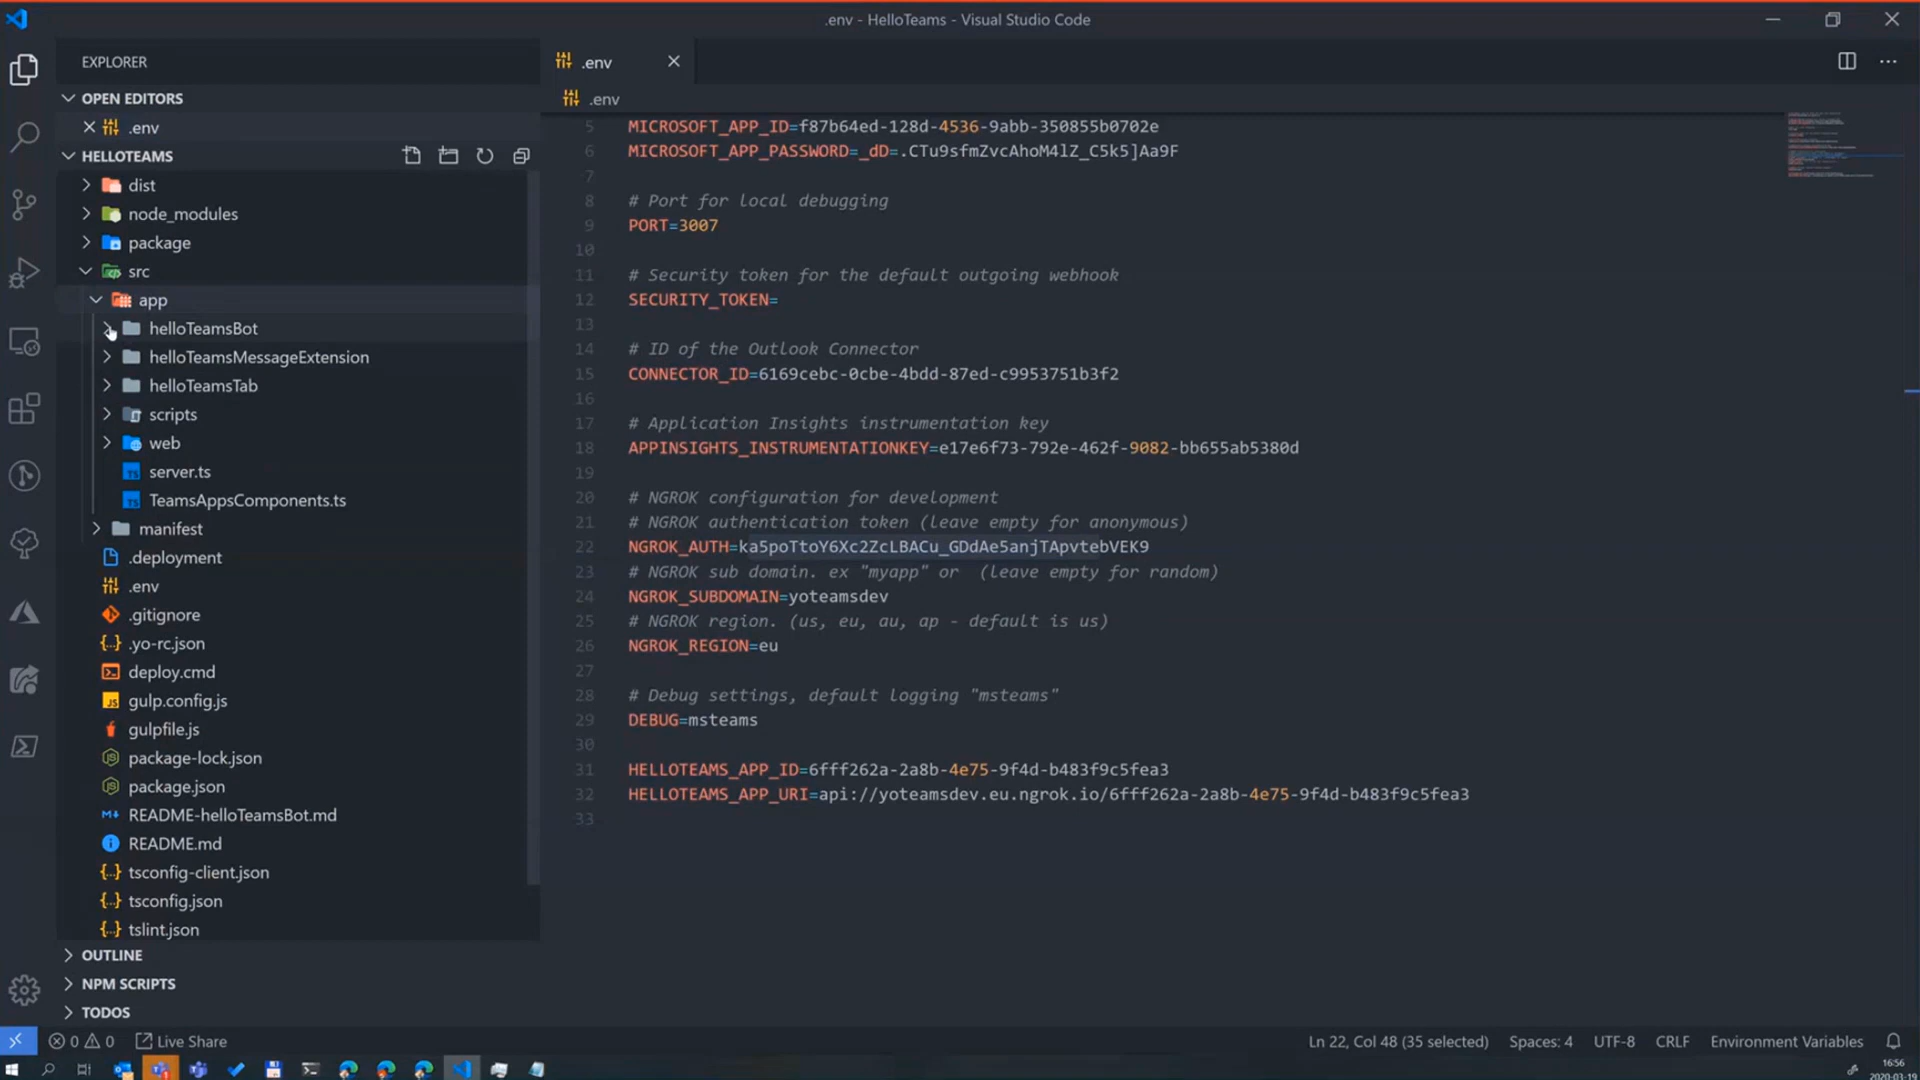 .env - HelloTeams - Visual Studio Code
EXPLORER
OPEN EDITORS
.env
HELLOTEAMS
dist
node_modules
package
src
app
helloTeamsBot
helloTeamsMessageExtension
helloTeamsTab
scripts
web
server.ts
TeamsAppsComponents.ts
manifest
.deployment
.env
.gitignore
.yo-rc.json
deploy.cmd
gulp.config.js
gulpfile.js
package-lock.json
package.json
README-helloTeamsBot.md
README.md
tsconfig-client.json
tsconfig.json
tslint.json
OUTLINE
NPM SCRIPTS
TODOS
.env
.env
5 MICROSOFT_APP_ID=f87b64ed-128d-4536-9abb-350855b0702e
6 MICROSOFT_APP_PASSWORD=_dD=.CTu9sfmZvcAhoM4lZ_C5k5]Aa9F
7
8 # Port for local debugging
9 PORT=3007
10
11 # Security token for the default outgoing webhook
12 SECURITY_TOKEN=
13
14 # ID of the Outlook Connector
15 CONNECTOR_ID=6169cebc-0cbe-4bdd-87ed-c9953751b3f2
16
17 # Application Insights instrumentation key
18 APPINSIGHTS_INSTRUMENTATIONKEY=e17e6f73-792e-462f-9082-bb655ab5380d
19
20 # NGROK configuration for development
21 # NGROK authentication token (leave empty for anonymous)
22 NGROK_AUTH=ka5poTtoY6Xc2ZcLBACu_GDdAe5anjTApvtebVEK9
23 # NGROK sub domain. ex "myapp" or  (leave empty for random)
24 NGROK_SUBDOMAIN=yoteamsdev
25 # NGROK region. (us, eu, au, ap - default is us)
26 NGROK_REGION=eu
27
28 # Debug settings, default logging "msteams"
29 DEBUG=msteams
30
31 HELLOTEAMS_APP_ID=6fff262a-2a8b-4e75-9f4d-b483f9c5fea3
32 HELLOTEAMS_APP_URI=api://yoteamsdev.eu.ngrok.io/6fff262a-2a8b-4e75-9f4d-b483f9c5fea3
33
0 0 Live Share
Ln 22, Col 48 (35 selected) Spaces: 4 UTF-8 CRLF Environment Variables
16:56
2020-03-19